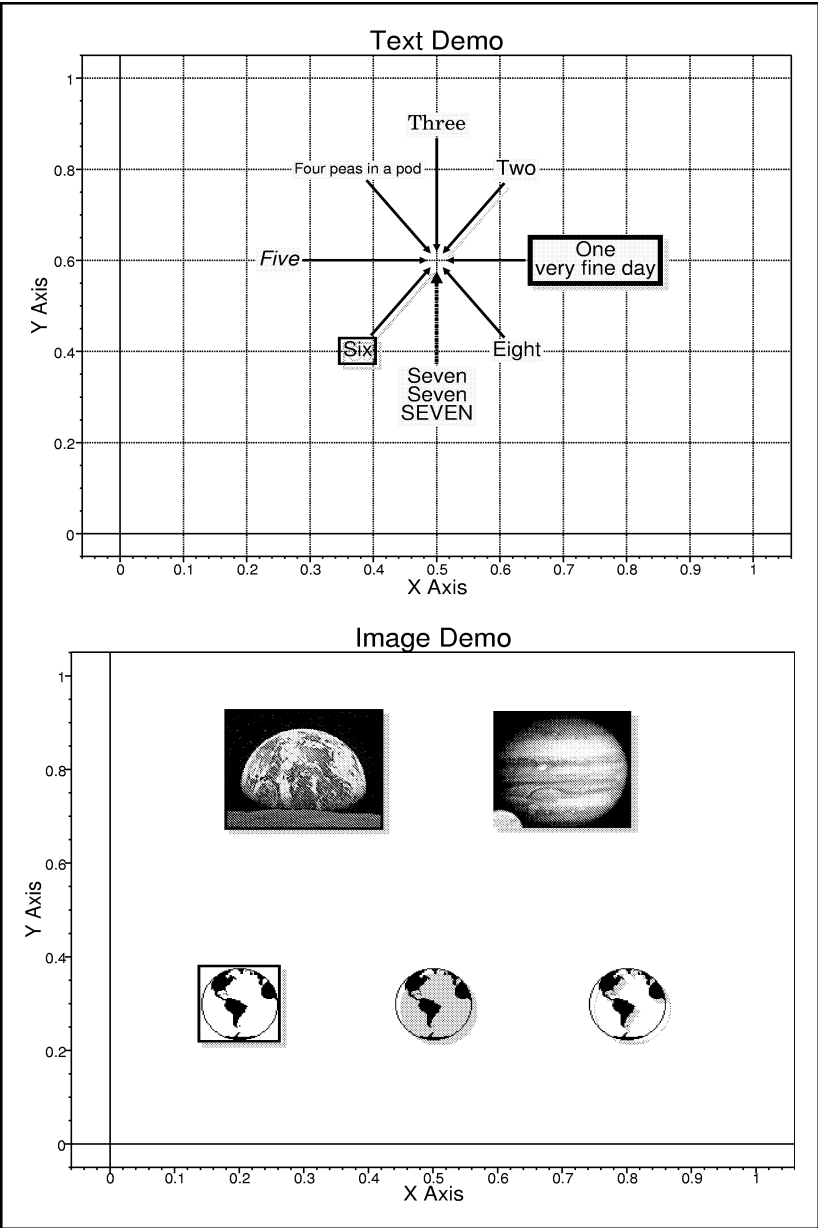 Text Demo
1
Three
0.8
Four peas in a pod
Two
Y Axis
0.6
Five
One
very fine day
0.4
Six
Eight
Seven
Seven
SEVEN
0.2
0
0 0.1 0.2 0.3 0.4 0.5 0.6 0.7 0.8 0.9 1
X Axis
Image Demo
1
0.8
0.6
Y Axis
0.4
0.2
0
0 0.1 0.2 0.3 0.4 0.5 0.6 0.7 0.8 0.9 1
X Axis